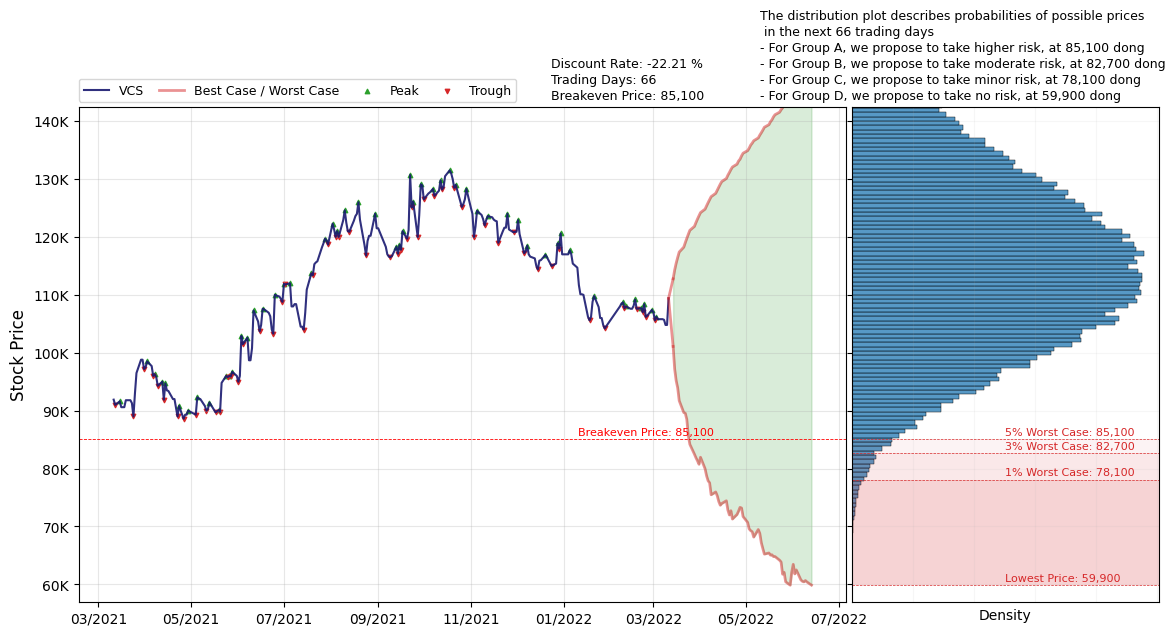 The distribution plot describes probabilities of possible prices
in the next 66 trading days
- For Group A, we propose to take higher risk, at 85,100 dong
- For Group B, we propose to take moderate risk, at 82,700 dong
- For Group C, we propose to take minor risk, at 78,100 dong
- For Group D, we propose to take no risk, at 59,900 dong
Discount Rate: -22.21 %
Trading Days: 66
Breakeven Price: 85,100
VCS Best Case / Worst Case Peak Trough
Stock Price
140K
130K
120K
110K
100K
90K
80K
70K
60K
Breakeven Price: 85,100
5% Worst Case: 85,100
3% Worst Case: 82,700
1% Worst Case: 78,100
Lowest Price: 59,900
03/2021 05/2021 07/2021 09/2021 11/2021 01/2022 03/2022 05/2022 07/2022
Density